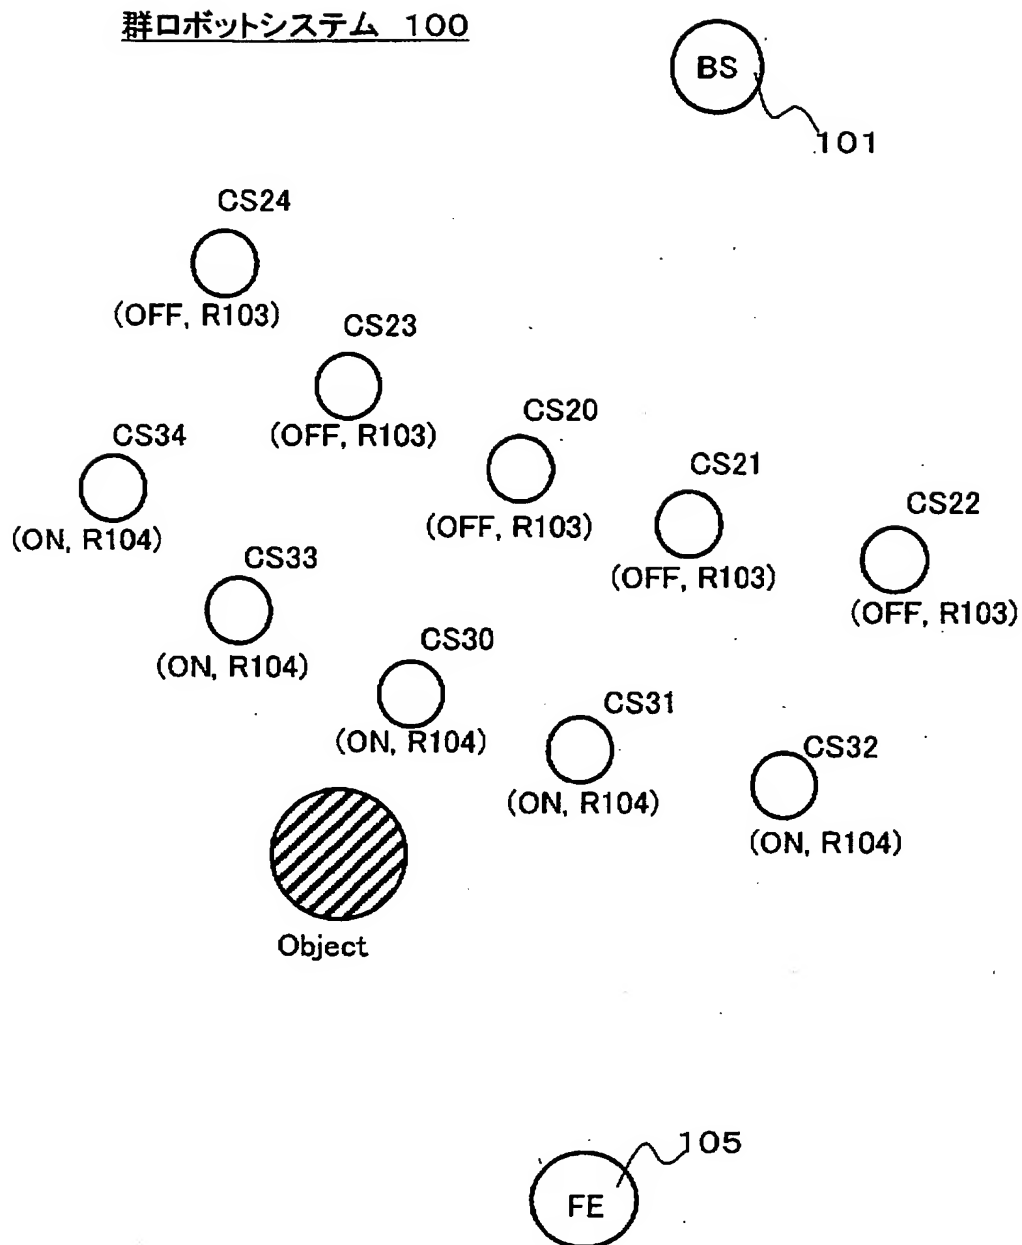 群ロボットシステム 100
BS
101
CS24
(OFF, R103)
CS23
(OFF, R103)
CS20
(OFF, R103)
CS21
(OFF, R103)
CS22
(OFF, R103)
CS34
(ON, R104)
CS33
(ON, R104)
CS30
(ON, R104)
CS31
(ON, R104)
CS32
(ON, R104)
Object
105
FE